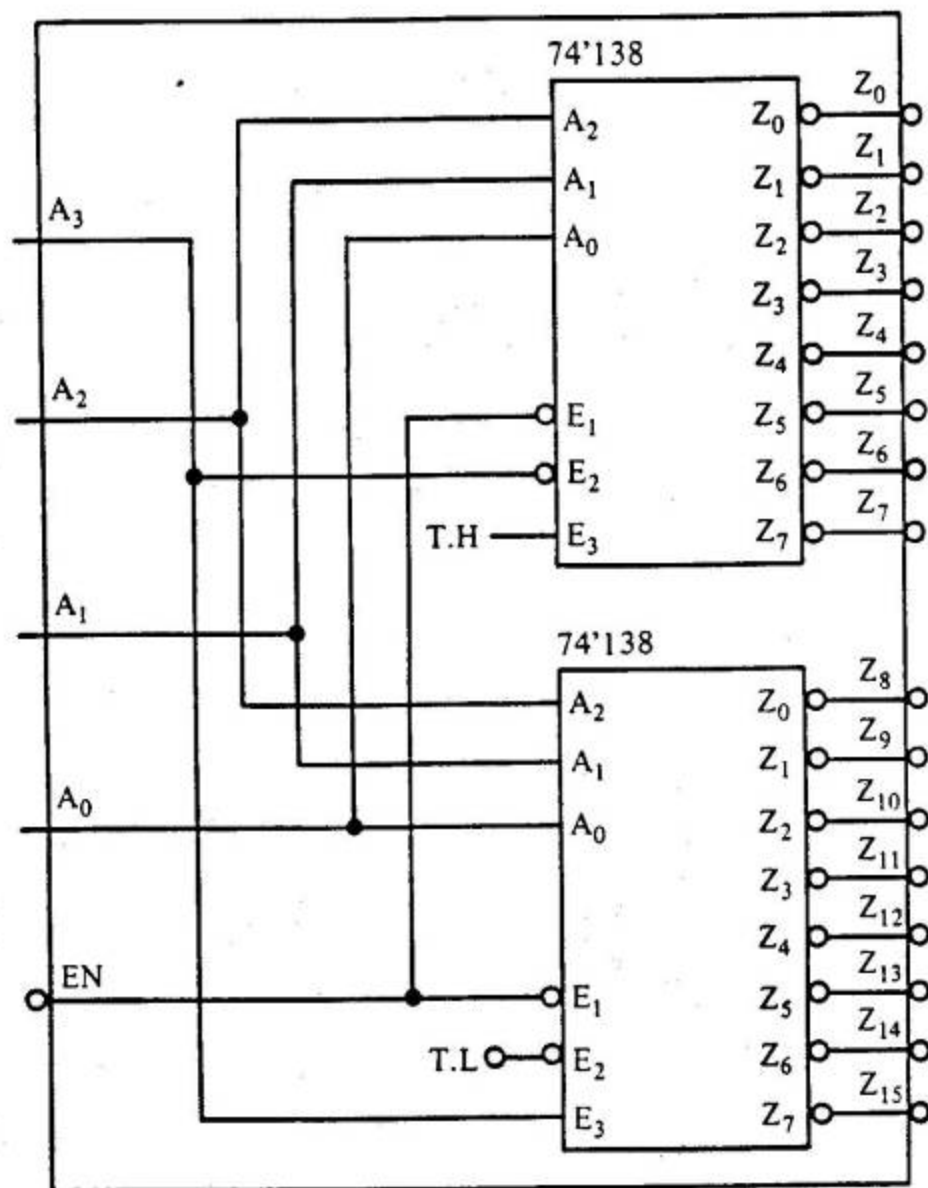 74'138
A₂ Z₀ Z₀
A₁ Z₁ Z₁
A₃
A₀ Z₂ Z₂
Z₃ Z₃
Z₄ Z₄
A₂
E₁ Z₅ Z₅
E₂ Z₆ Z₆
T.H E₃ Z₇ Z₇
A₁
74'138
A₂ Z₀ Z₈
A₁ Z₁ Z₉
A₀
A₀ Z₂ Z₁₀
Z₃ Z₁₁
Z₄ Z₁₂
EN
E₁ Z₅ Z₁₃
T.L E₂ Z₆ Z₁₄
E₃ Z₇ Z₁₅